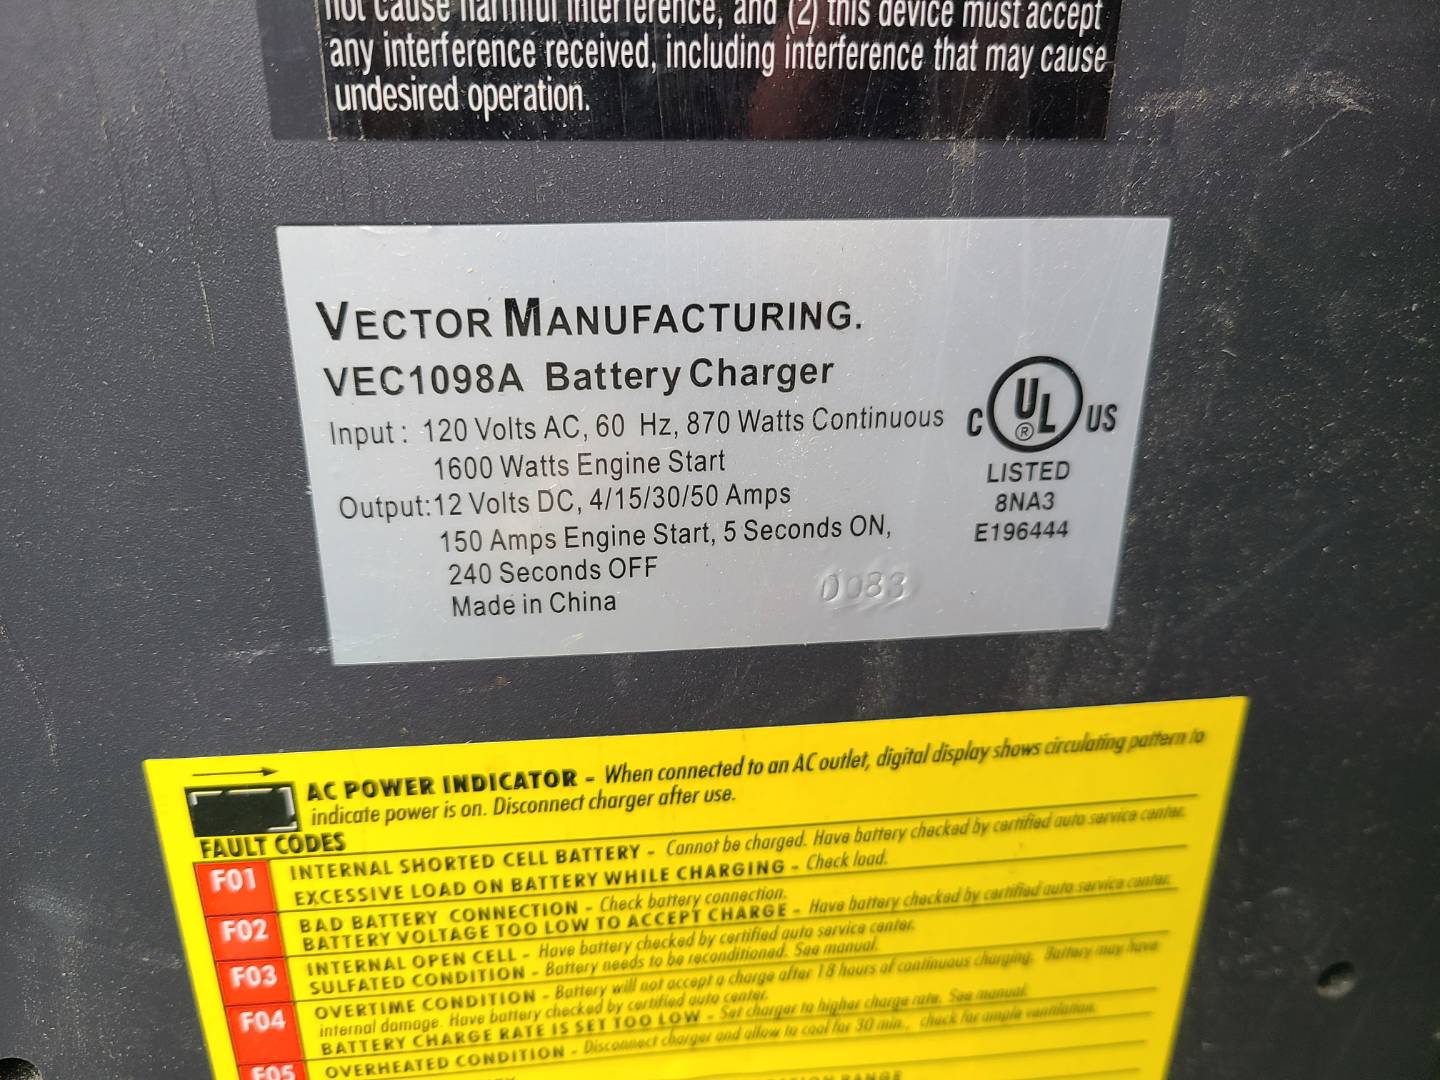 not cause harmful interference, and (2) this device must accept
any interference received, including interference that may cause
undesired operation.
VECTOR MANUFACTURING.
VEC1098A Battery Charger
Input: 120 Volts AC, 60 Hz, 870 Watts Continuous
1600 Watts Engine Start
Output: 12 Volts DC, 4/15/30/50 Amps
150 Amps Engine Start, 5 Seconds ON,
240 Seconds OFF
Made in China
0083
C UL ® US
LISTED
8NA3
E196444
AC POWER INDICATOR - When connected to an AC outlet, digital display shows circulating pattern to
indicate power is on. Disconnect charger after use.
FAULT CODES
F01 INTERNAL SHORTED CELL BATTERY - Cannot be charged. Have battery checked by certified auto service center.
EXCESSIVE LOAD ON BATTERY WHILE CHARGING - Check load.
F02 BAD BATTERY CONNECTION - Check battery connection.
BATTERY VOLTAGE TOO LOW TO ACCEPT CHARGE - Have battery checked by certified auto service center.
F03 INTERNAL OPEN CELL - Have battery checked by certified auto service center.
SULFATED CONDITION - Battery needs to be reconditioned. See manual.
F04 OVERTIME CONDITION - Battery will not accept a charge after 18 hours of continuous charging. Battery may have
internal damage. Have battery checked by certified auto center.
BATTERY CHARGE RATE IS SET TOO LOW - Set charger to higher charge rate. See manual.
F05 OVERHEATED CONDITION - Disconnect charger and allow to cool for 30 min., check for ample ventilation.
RANGE